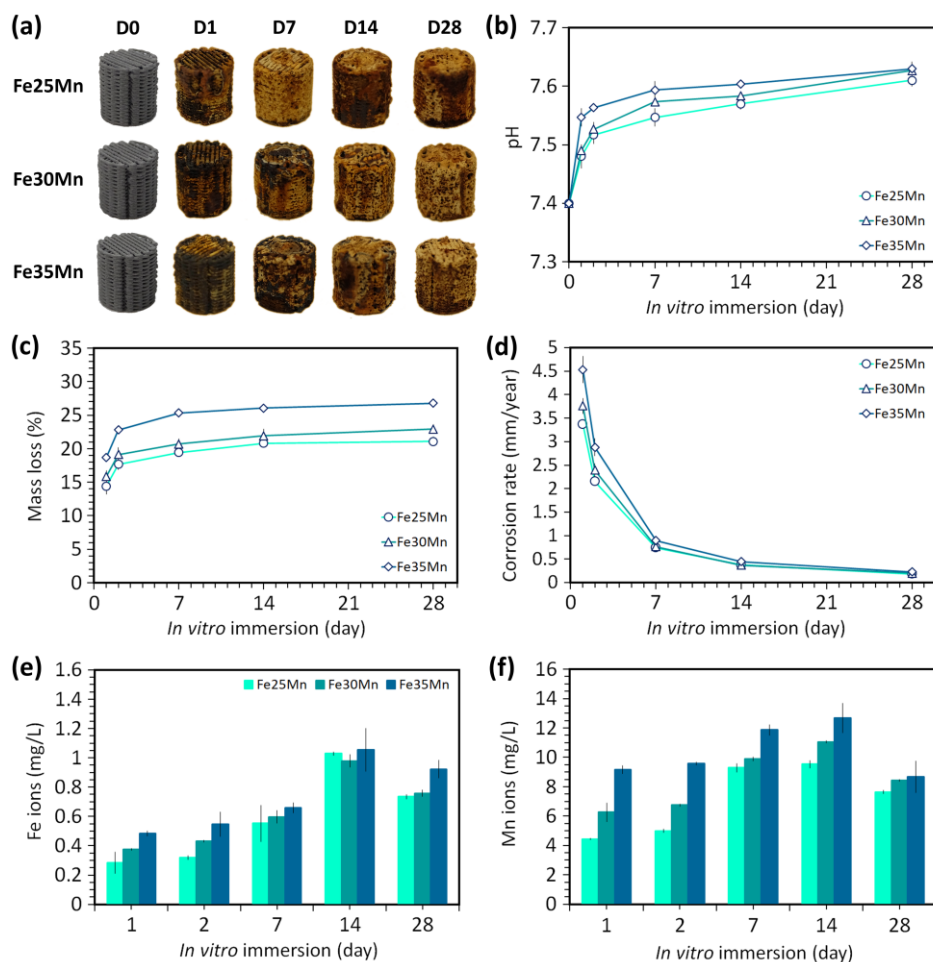 (a)
D0 D1 D7 D14 D28
Fe25Mn
Fe30Mn
Fe35Mn
(b)
7.7
7.6
7.5
7.4
7.3
pH
0 7 14 21 28
In vitro immersion (day)
Fe25Mn
Fe30Mn
Fe35Mn
(c)
35
30
25
20
15
10
5
0
Mass loss (%)
0 7 14 21 28
In vitro immersion (day)
Fe25Mn
Fe30Mn
Fe35Mn
(d)
5
4.5
4
3.5
3
2.5
2
1.5
1
0.5
0
Corrosion rate (mm/year)
0 7 14 21 28
In vitro immersion (day)
Fe25Mn
Fe30Mn
Fe35Mn
(e)
1.6
1.4
1.2
1
0.8
0.6
0.4
0.2
0
Fe ions (mg/L)
Fe25Mn Fe30Mn Fe35Mn
1 2 7 14 28
In vitro immersion (day)
(f)
16
14
12
10
8
6
4
2
0
Mn ions (mg/L)
1 2 7 14 28
In vitro immersion (day)